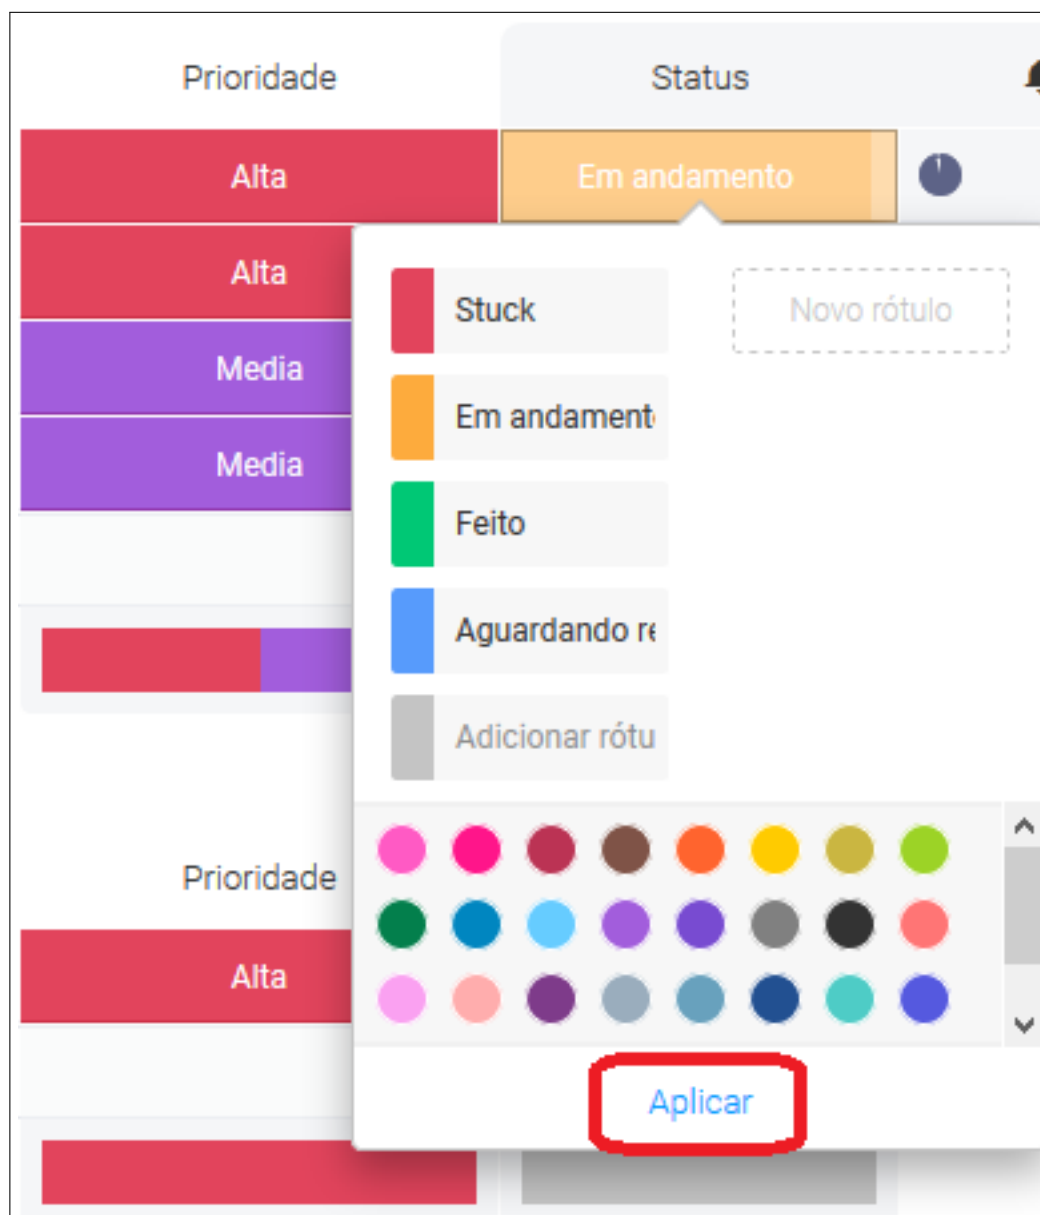 Prioridade
Status
Alta
Em andamento
Alta
Media
Media
Stuck
Novo rótulo
Em andament
Feito
Aguardando re
Adicionar rótu
Prioridade
Alta
Aplicar